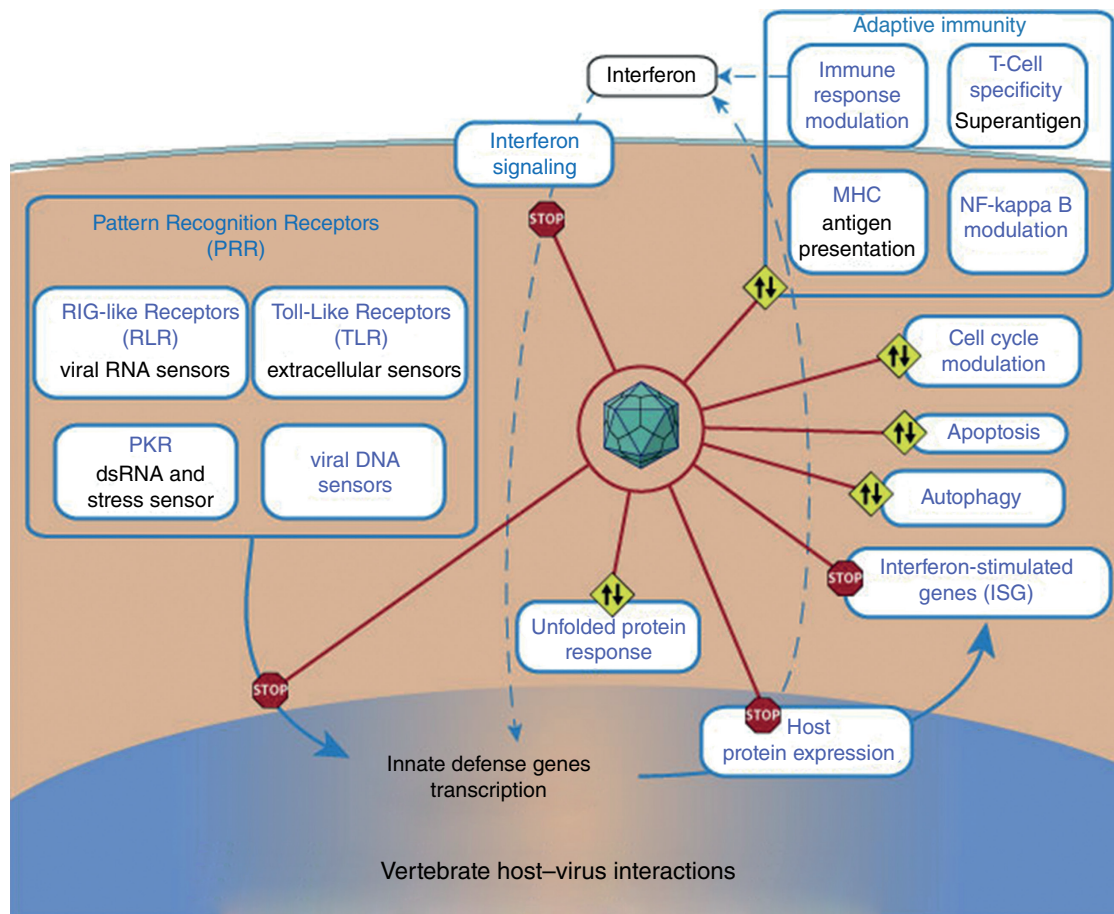 Adaptive immunity
Interferon
Immune
response
modulation
T-Cell
specificity
Superantigen
Interferon
signaling
MHC
antigen
presentation
NF-kappa B
modulation
STOP
Pattern Recognition Receptors
(PRR)
RIG-like Receptors
(RLR)
viral RNA sensors
Toll-Like Receptors
(TLR)
extracellular sensors
PKR
dsRNA and
stress sensor
viral DNA
sensors
Cell cycle
modulation
Apoptosis
Autophagy
STOP
Interferon-stimulated
genes (ISG)
Unfolded protein
response
STOP
STOP
Host
protein expression
Innate defense genes
transcription
Vertebrate host–virus interactions